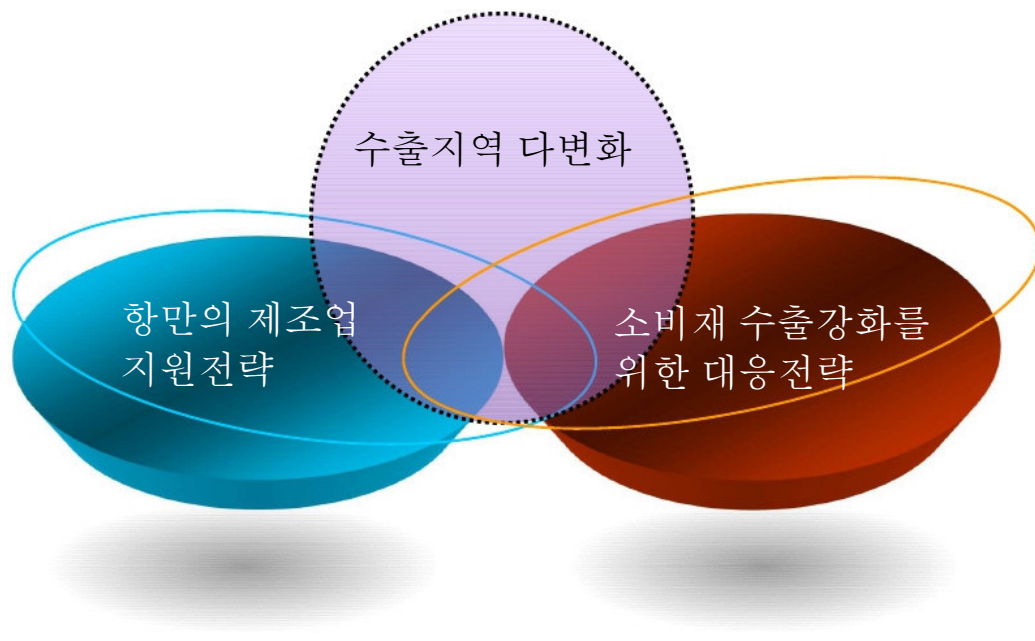 수출지역 다변화
항만의 제조업
지원전략
소비재 수출강화를
위한 대응전략